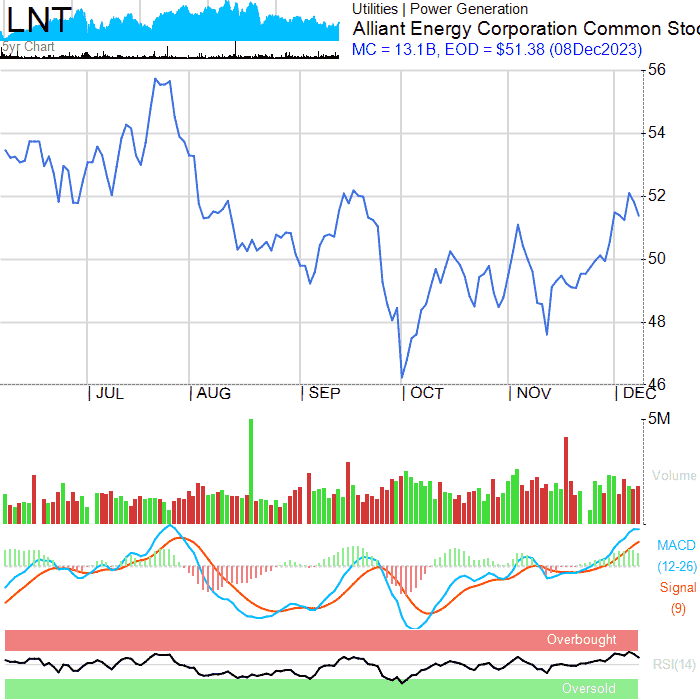 LNT
5yr Chart
Utilities | Power Generation
Alliant Energy Corporation Common Stoc
MC = 13.1B, EOD = $51.38 (08Dec2023)
56
54
52
50
48
46
JUL AUG SEP OCT NOV DEC
5M
Volume
MACD
(12-26)
Signal
(9)
Overbought
RSI(14)
Oversold